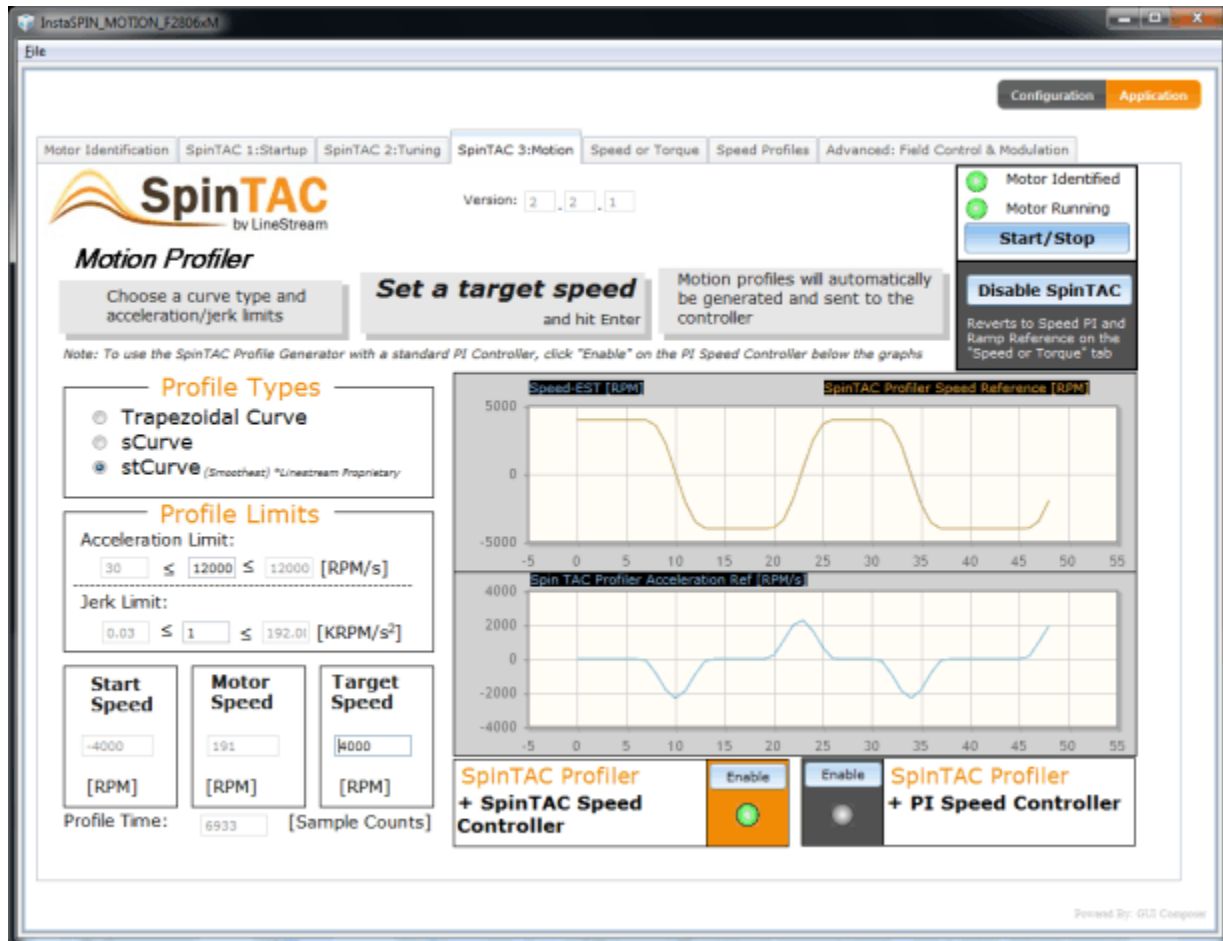 InstaSPIN_MOTION_F2806xM
File
Configuration Application
Motor Identification SpinTAC 1:Startup SpinTAC 2:Tuning SpinTAC 3:Motion Speed or Torque Speed Profiles Advanced: Field Control & Modulation
SpinTAC
by LineStream
Version: 2 . 2 . 1
Motor Identified
Motor Running
Start/Stop
Motion Profiler
Choose a curve type and
acceleration/jerk limits
Set a target speed
and hit Enter
Motion profiles will automatically
be generated and sent to the
controller
Disable SpinTAC
Reverts to Speed PI and
Ramp Reference on the
"Speed or Torque" tab
Note: To use the SpinTAC Profile Generator with a standard PI Controller, click "Enable" on the PI Speed Controller below the graphs
Profile Types
Trapezoidal Curve
sCurve
stCurve (Smoothest) *Linestream Proprietary
Profile Limits
Acceleration Limit:
30 ≤ 12000 ≤ 12000 [RPM/s]
Jerk Limit:
0.03 ≤ 1 ≤ 192.0 [KRPM/s²]
Start
Speed
-4000
[RPM]
Motor
Speed
191
[RPM]
Target
Speed
4000
[RPM]
Profile Time: 6933 [Sample Counts]
Speed-EST [RPM] SpinTAC Profiler Speed Reference [RPM]
5000
0
-5000
-5 0 5 10 15 20 25 30 35 40 45 50 55
Spin TAC Profiler Acceleration Ref [RPM/s]
4000
2000
0
-2000
-4000
-5 0 5 10 15 20 25 30 35 40 45 50 55
SpinTAC Profiler
+ SpinTAC Speed
Controller
Enable
Enable
SpinTAC Profiler
+ PI Speed Controller
Powered By: GUI Composer